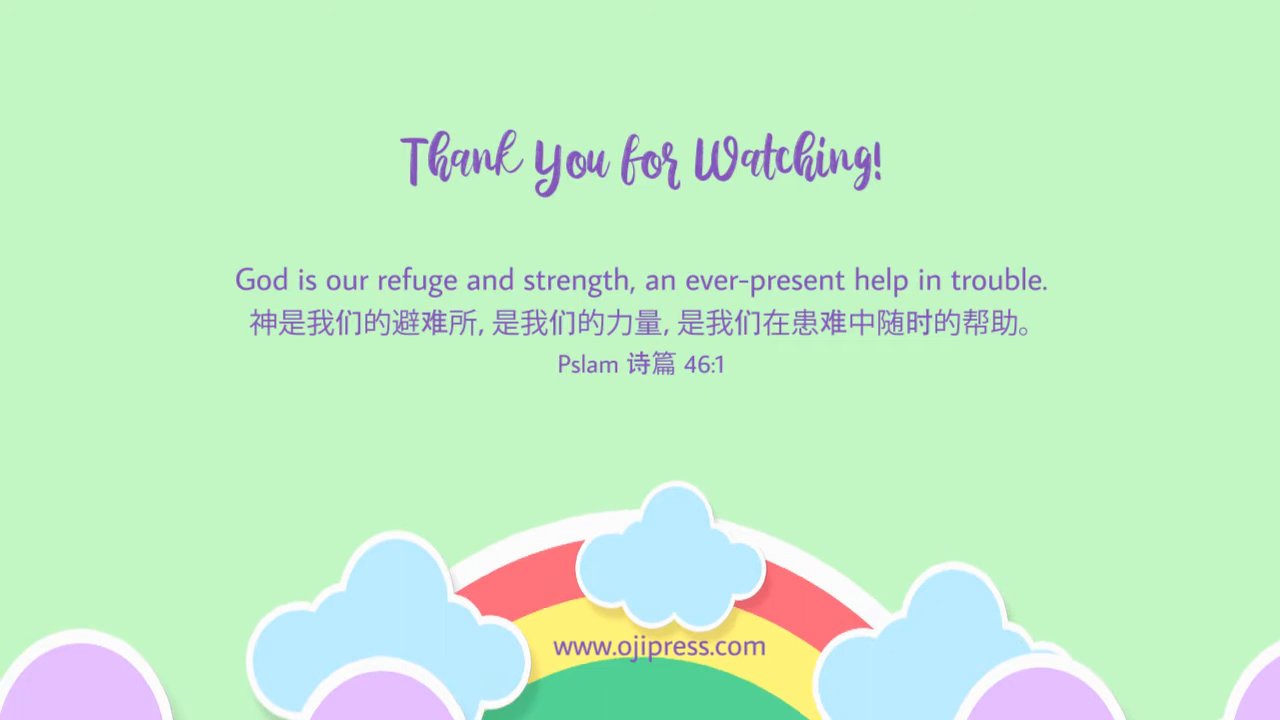 Thank You for Watching!
God is our refuge and strength, an ever-present help in trouble.
神是我们的避难所, 是我们的力量, 是我们在患难中随时的帮助。
Pslam 诗篇 46:1
www.ojipress.com